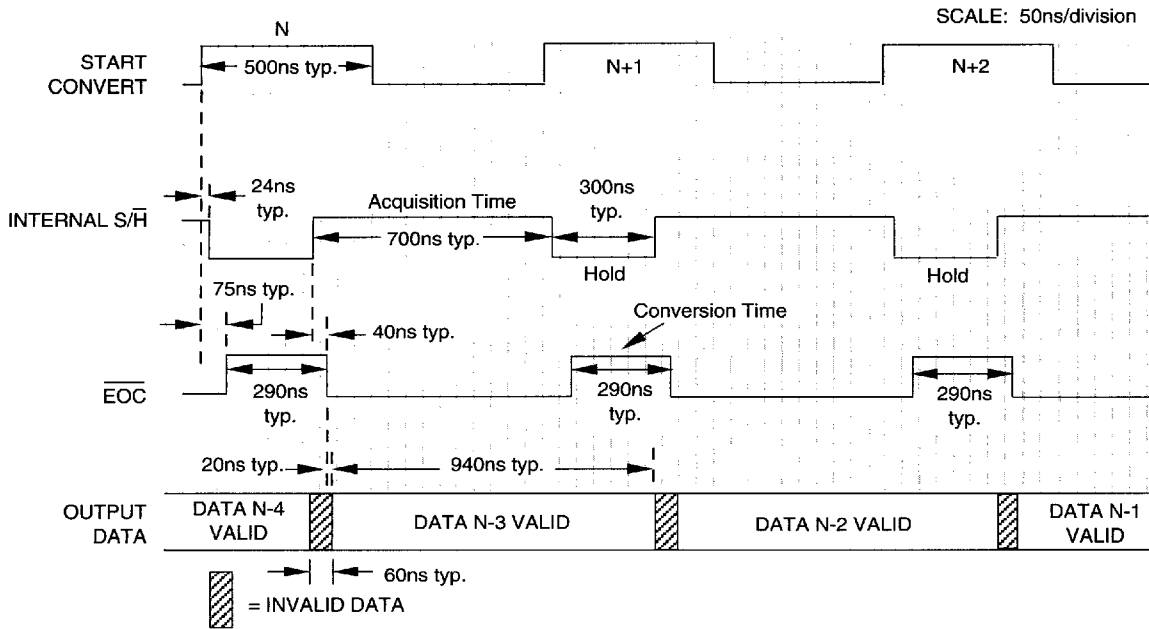 SCALE: 50ns/division
N
START
CONVERT
500ns typ.
N+1
N+2
24ns
typ.
INTERNAL S/H̅
Acquisition Time
700ns typ.
300ns
typ.
Hold
Hold
75ns typ.
40ns typ.
Conversion Time
E̅O̅C̅
290ns
typ.
290ns
typ.
290ns
typ.
20ns typ.
940ns typ.
OUTPUT
DATA
DATA N-4
VALID
DATA N-3 VALID
DATA N-2 VALID
DATA N-1
VALID
60ns typ.
= INVALID DATA